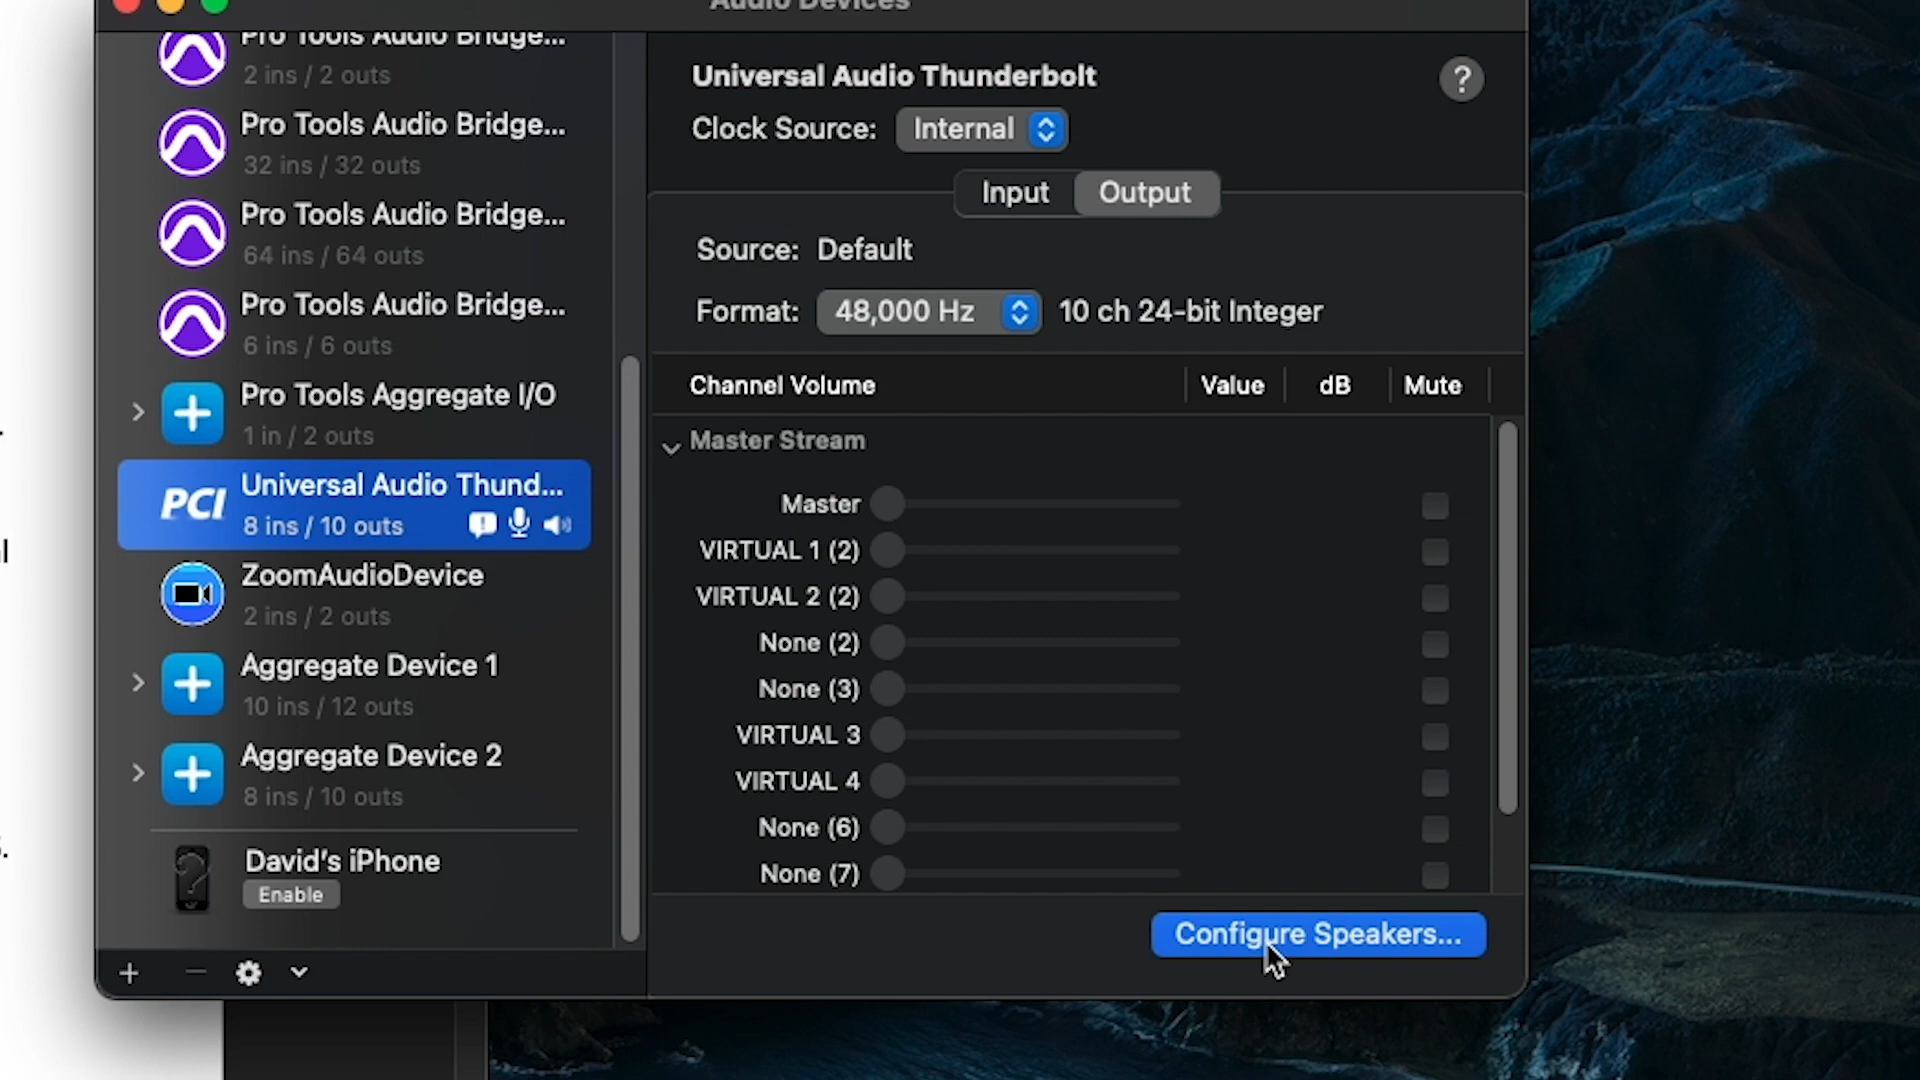 Audio Devices
Pro Tools Audio Bridge...
2 ins / 2 outs
Pro Tools Audio Bridge...
32 ins / 32 outs
Pro Tools Audio Bridge...
64 ins / 64 outs
Pro Tools Audio Bridge...
6 ins / 6 outs
Pro Tools Aggregate I/O
1 in / 2 outs
PCI
Universal Audio Thund...
8 ins / 10 outs
ZoomAudioDevice
2 ins / 2 outs
Aggregate Device 1
10 ins / 12 outs
Aggregate Device 2
8 ins / 10 outs
David's iPhone
Enable
Universal Audio Thunderbolt
?
Clock Source: Internal
Input Output
Source: Default
Format: 48,000 Hz 10 ch 24-bit Integer
Channel Volume Value dB Mute
Master Stream
Master
VIRTUAL 1 (2)
VIRTUAL 2 (2)
None (2)
None (3)
VIRTUAL 3
VIRTUAL 4
None (6)
None (7)
Configure Speakers...